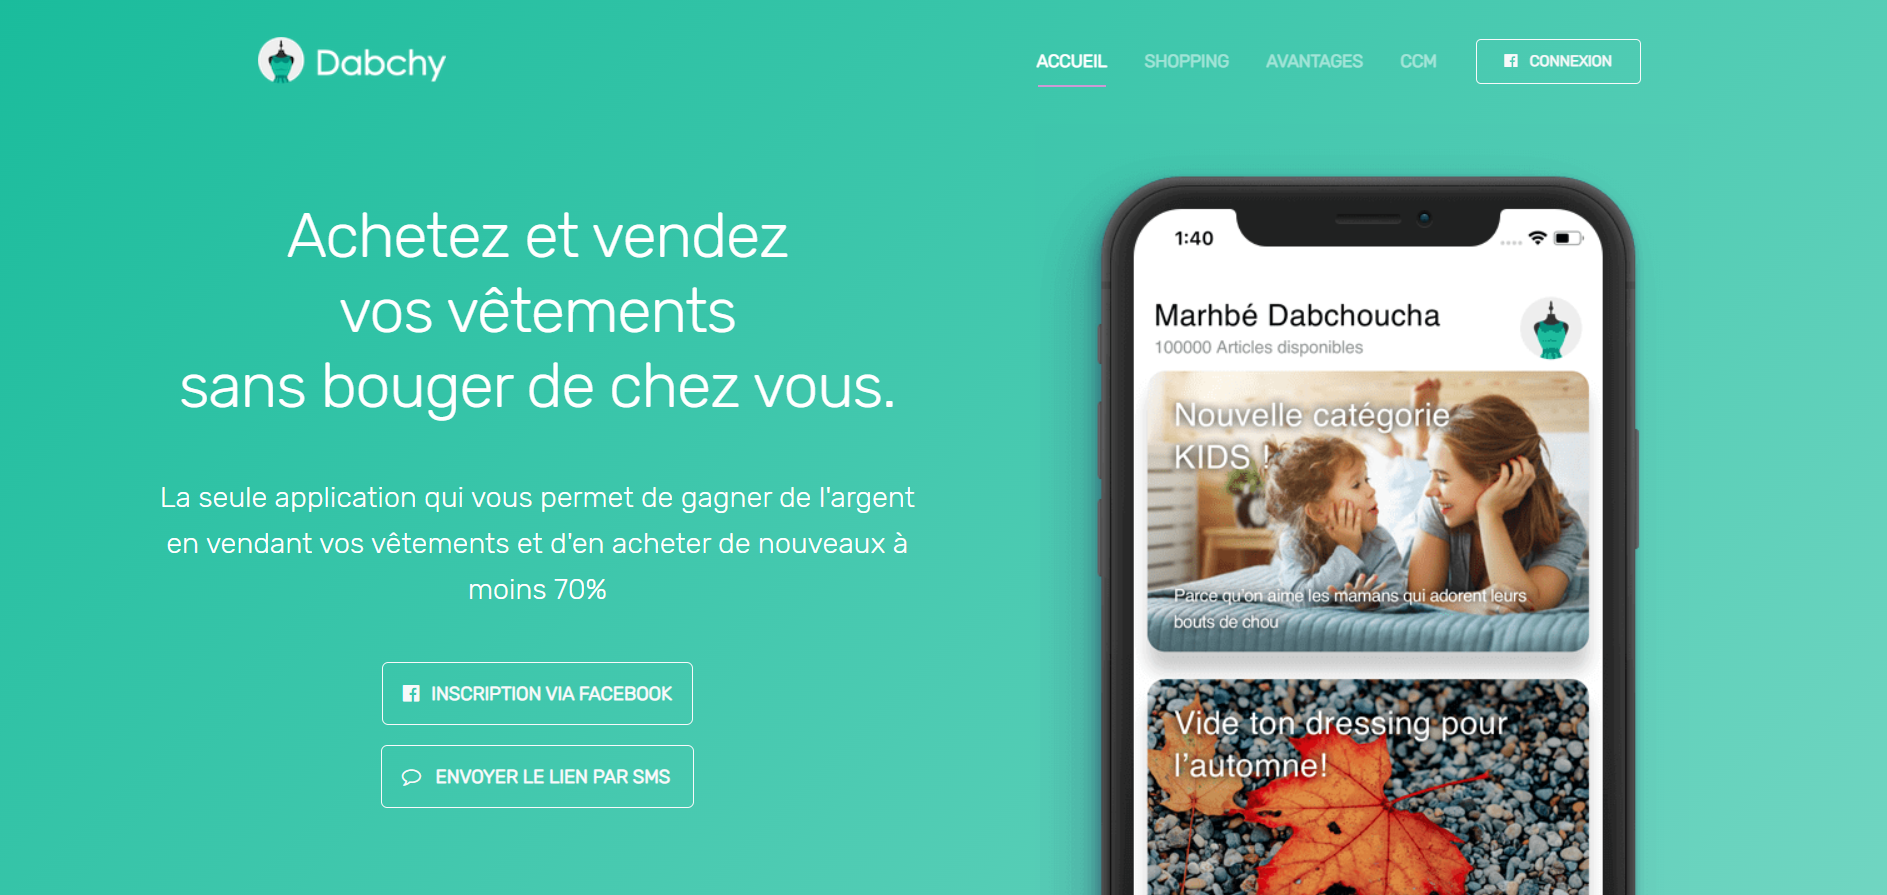 Dabchy
ACCUEIL SHOPPING AVANTAGES CCM CONNEXION
Achetez et vendez
vos vêtements
sans bouger de chez vous.
La seule application qui vous permet de gagner de l'argent
en vendant vos vêtements et d'en acheter de nouveaux à
moins 70%
INSCRIPTION VIA FACEBOOK
ENVOYER LE LIEN PAR SMS
1:40
Marhbé Dabchoucha
100000 Articles disponibles
Nouvelle catégorie
KIDS !
Parce qu'on aime les mamans qui adorent leurs
bouts de chou
Vide ton dressing pour
l'automne!